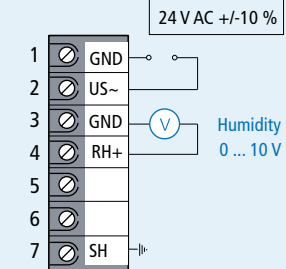 24 V AC +/-10 %
1 GND
2 US~
3 GND V Humidity
4 RH+ 0 ... 10 V
5
6
7 SH